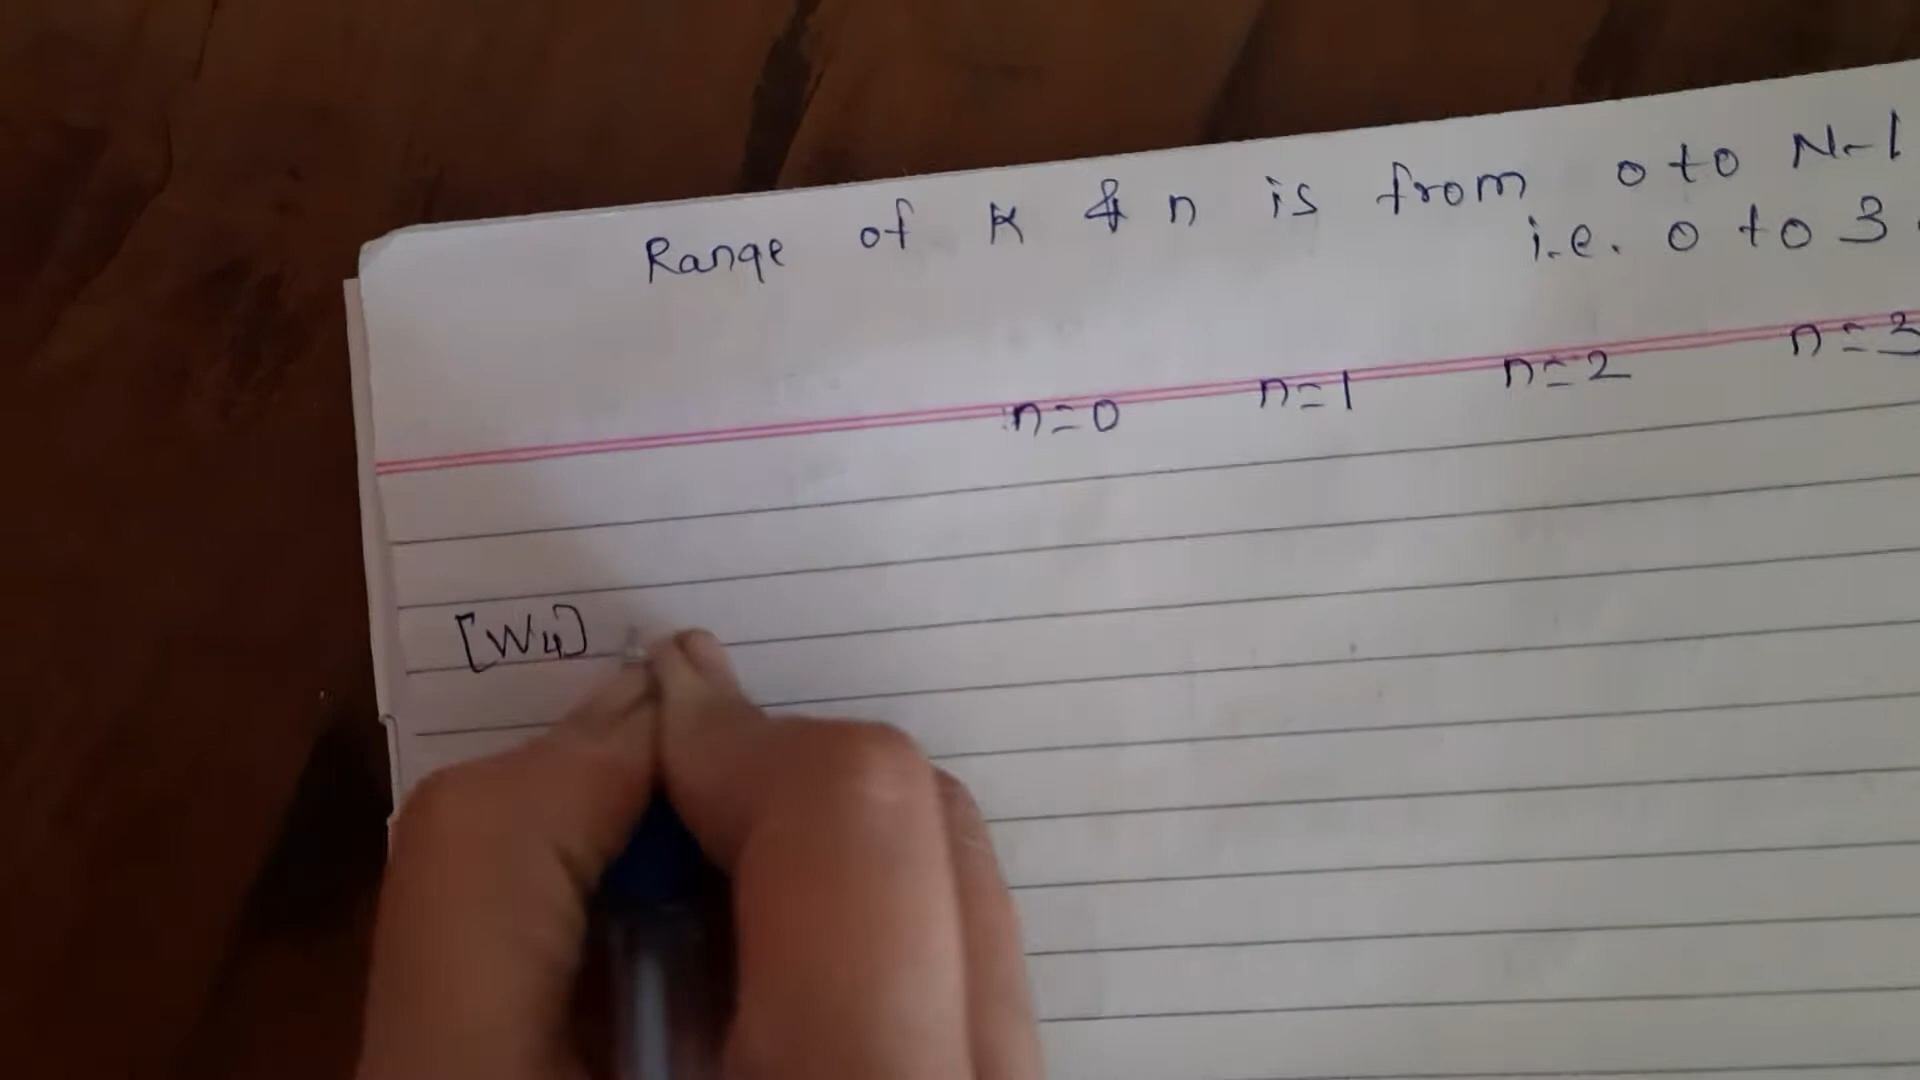 Range of K & n is from 0 to N-1
i.e. 0 to 3
n=0 n=1 n=2 n=3
[W4]